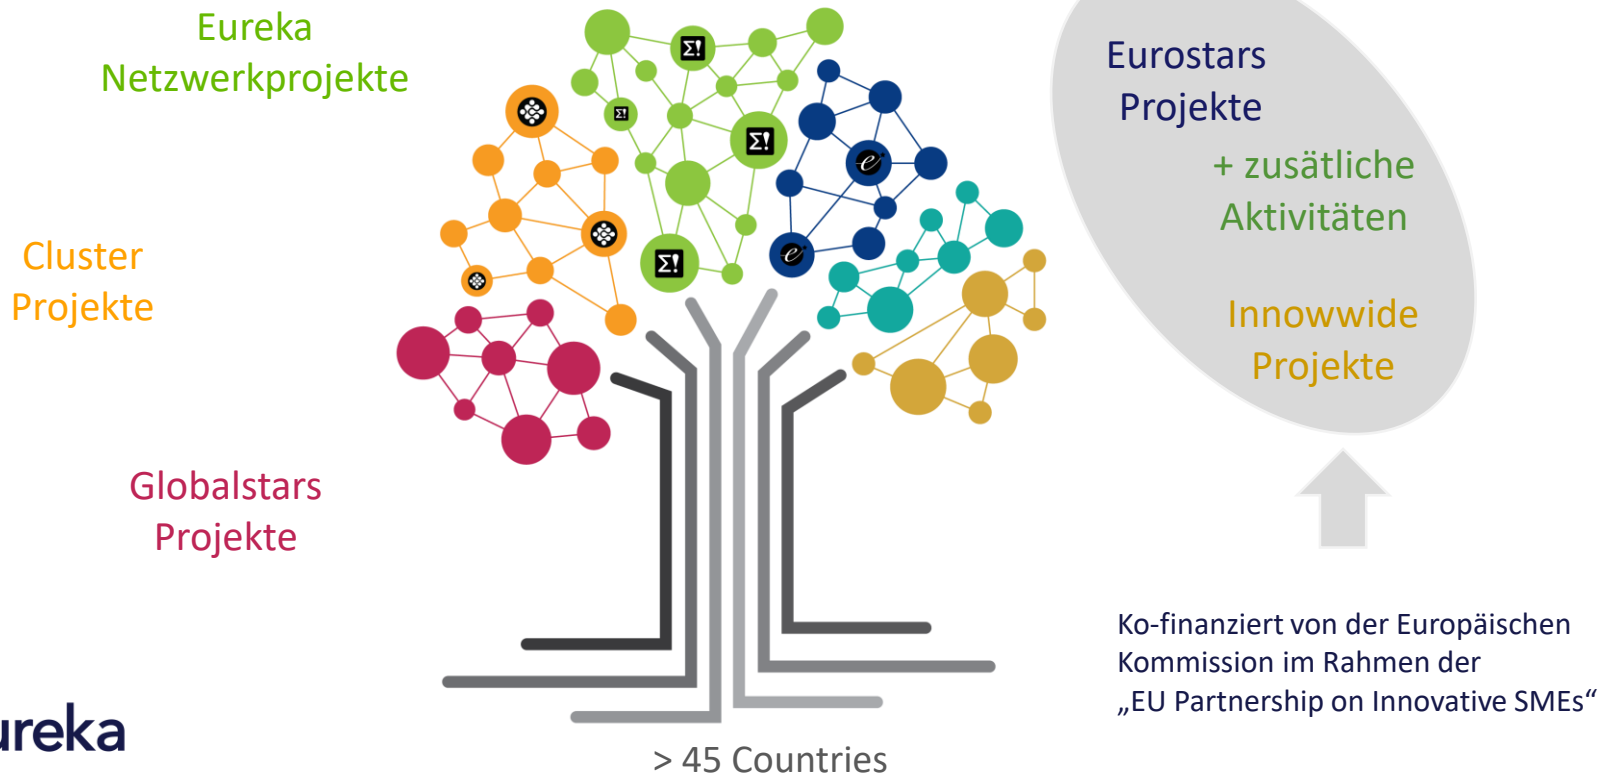 Eureka
Netzwerkprojekte
Eurostars
Projekte
+ zusätliche
Aktivitäten
Cluster
Projekte
Innowwide
Projekte
Globalstars
Projekte
Ko-finanziert von der Europäischen
Kommission im Rahmen der
„EU Partnership on Innovative SMEs“
ureka
> 45 Countries
Σ!
Σ!
Σ!
Σ!
e
e